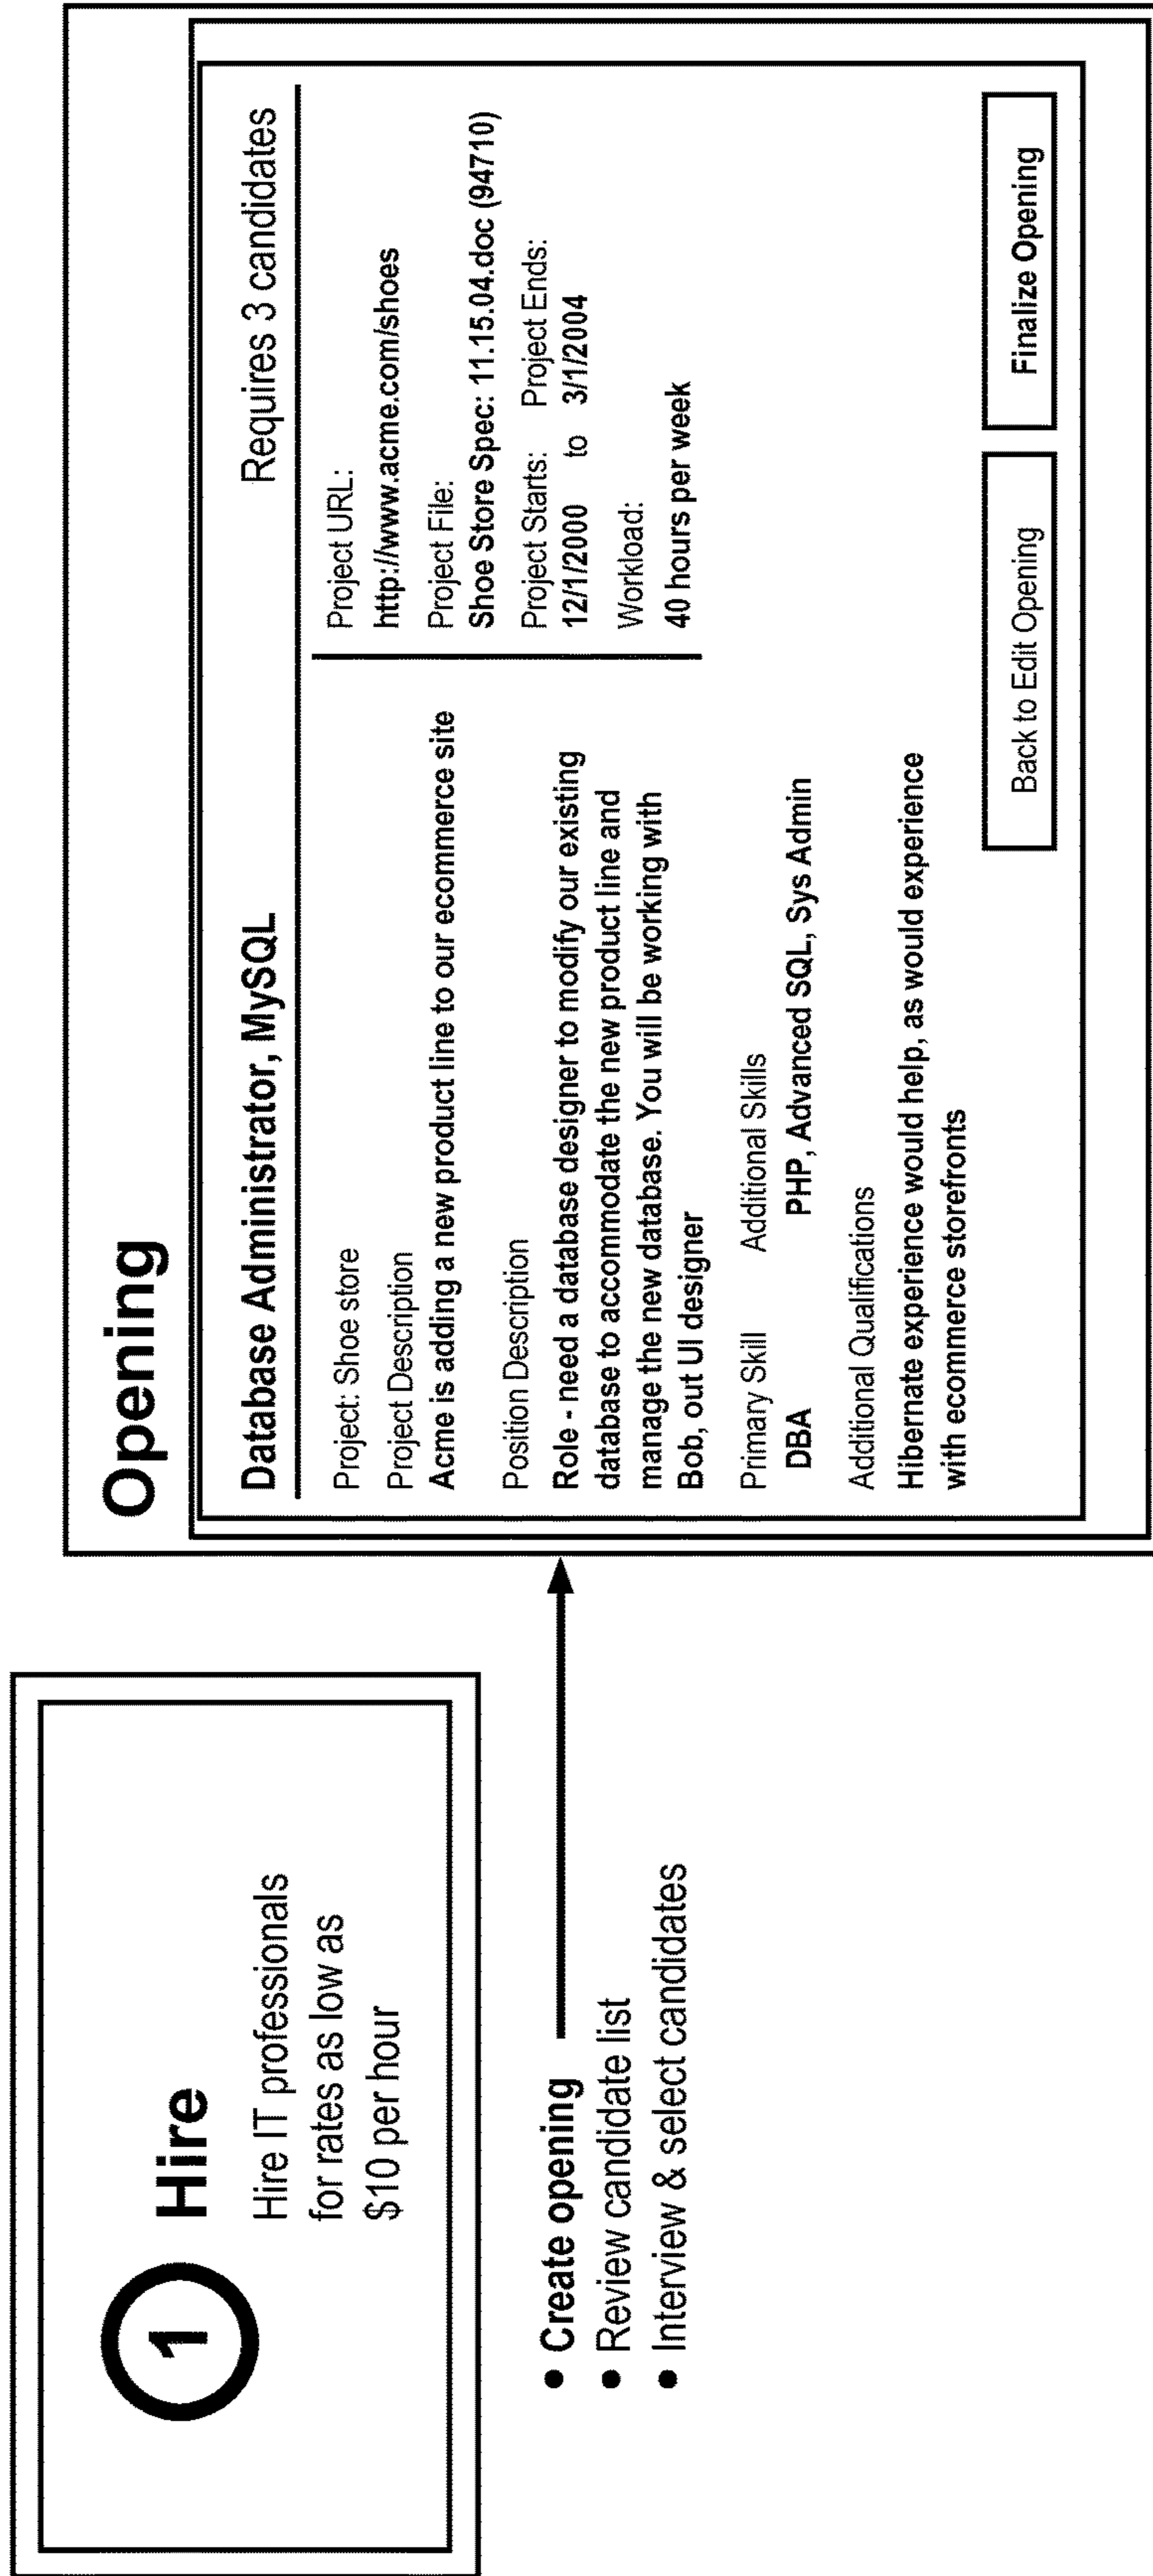 1
Hire
Hire IT professionals
for rates as low as
$10 per hour
• Create opening
• Review candidate list
• Interview & select candidates
Opening
Database Administrator, MySQL
Requires 3 candidates
Project: Shoe store
Project Description
Acme is adding a new product line to our ecommerce site
Position Description
Role - need a database designer to modify our existing
database to accommodate the new product line and
manage the new database. You will be working with
Bob, out UI designer
Primary Skill Additional Skills
DBA PHP, Advanced SQL, Sys Admin
Additional Qualifications
Hibernate experience would help, as would experience
with ecommerce storefronts
Project URL:
http://www.acme.com/shoes
Project File:
Shoe Store Spec: 11.15.04.doc (94710)
Project Starts: Project Ends:
12/1/2000 to 3/1/2004
Workload:
40 hours per week
Back to Edit Opening
Finalize Opening